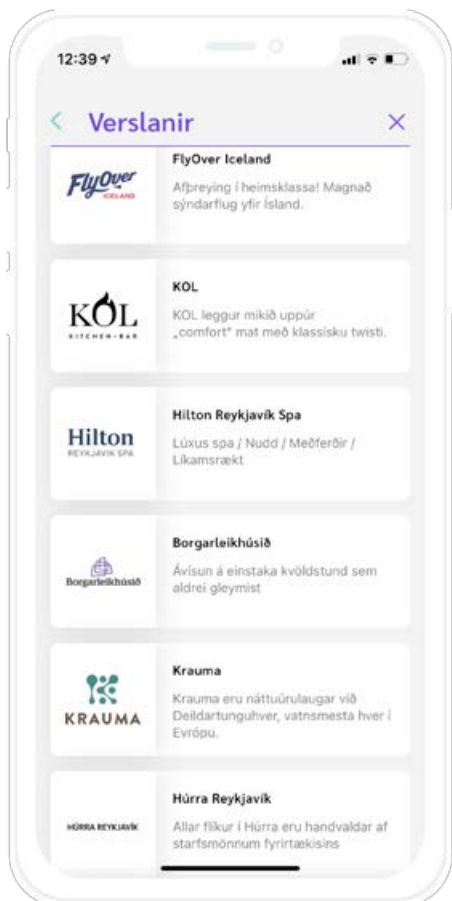 12:39
Verslanir
FlyOver
ICELAND
FlyOver Iceland
Afþreying í heimsklassa! Magnað
sýndarflug yfir Ísland.
KOL
KITCHEN-BAR
KOL
KOL leggur mikið uppúr
„comfort" mat með klassísku twisti.
Hilton
REYKJAVÍK SPA
Hilton Reykjavík Spa
Lúxus spa / Nudd / Meðferðir /
Líkamsrækt
Borgarleikhúsið
Borgarleikhúsið
Ávísun á einstaka kvöldstund sem
aldrei gleymist
KRAUMA
Krauma
Krauma eru náttúrulaugar við
Deildartunguhver, vatnsmesta hver í
Evrópu.
HÚRRA REYKJAVÍK
Húrra Reykjavík
Allar flíkur í Húrra eru handvaldar af
starfsmönnum fyrirtækisins